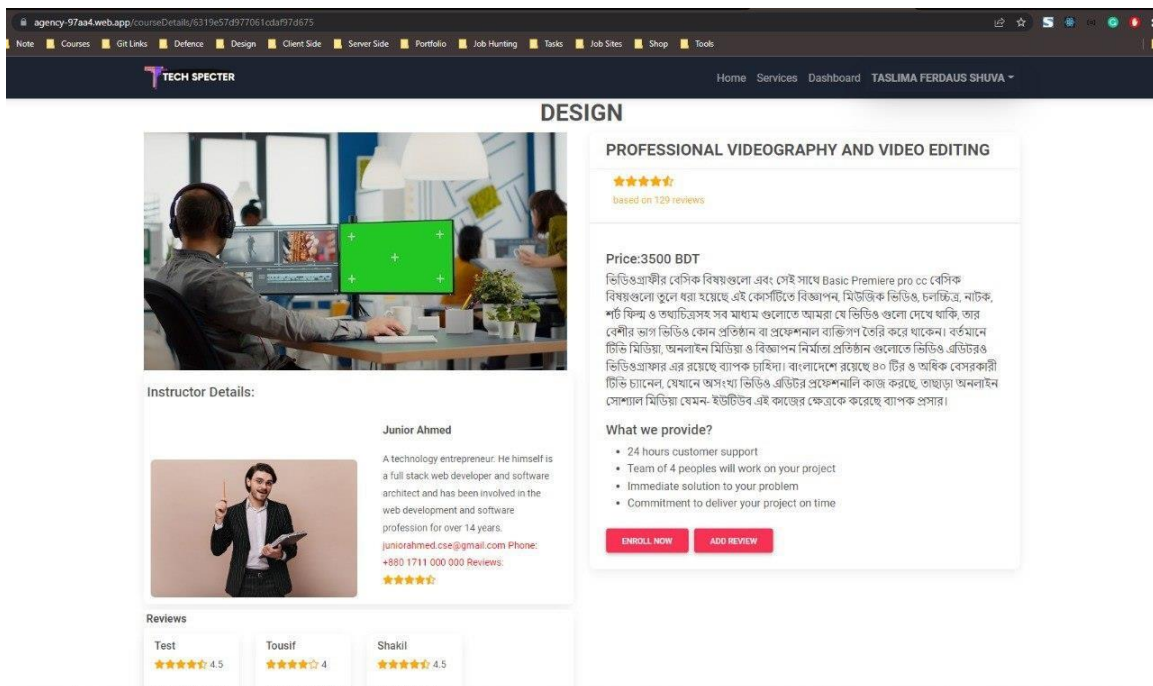 agency-97aa4.web.app/courseDetails/6319e57d977061cdaf97d675
Note Courses Git Links Defence Design Client Side Server Side Portfolio Job Hunting Tasks Job Sites Shop Tools
TECH SPECTER
Home Services Dashboard TASLIMA FERDAUS SHUVA
DESIGN
PROFESSIONAL VIDEOGRAPHY AND VIDEO EDITING
based on 129 reviews
Price:3500 BDT
ভিডিওগ্রাফীর বেসিক বিষয়গুলো এবং সেই সাথে Basic Premiere pro cc বেসিক
বিষয়গুলো তুলে ধরা হয়েছে এই কোর্সটিতে বিজ্ঞাপন, মিউজিক ভিডিও, চলচ্চিত্র, নাটক,
শর্ট ফিল্ম ও তথ্যচিত্রসহ সব মাধ্যম গুলোতে আমরা যে ভিডিও গুলো দেখে থাকি, তার
বেশীর ভাগ ভিডিও কোন প্রতিষ্ঠান বা প্রফেশনাল ব্যক্তিগণ তৈরি করে থাকেন। বর্তমানে
টিভি মিডিয়া, অনলাইন মিডিয়া ও বিজ্ঞাপন নির্মাতা প্রতিষ্ঠান গুলোতে ভিডিও এডিটরও
ভিডিওগ্রাফার এর রয়েছে ব্যাপক চাহিদা। বাংলাদেশে রয়েছে ৪০ টির ও অধিক বেসরকারী
টিভি চ্যানেল, যেখানে অসংখ্য ভিডিও এডিটর প্রফেশনালি কাজ করছে, তাছাড়া অনলাইন
সোশ্যাল মিডিয়া যেমন- ইউটিউব এই কাজের ক্ষেত্রকে করেছে ব্যাপক প্রসার।
What we provide?
24 hours customer support
Team of 4 peoples will work on your project
Immediate solution to your problem
Commitment to deliver your project on time
ENROLL NOW ADD REVIEW
Instructor Details:
Junior Ahmed
A technology entrepreneur. He himself is
a full stack web developer and software
architect and has been involved in the
web development and software
profession for over 14 years.
juniorahmed.cse@gmail.com Phone:
+880 1711 000 000 Reviews:
Reviews
Test Tousif Shakil
4.5 4 4.5